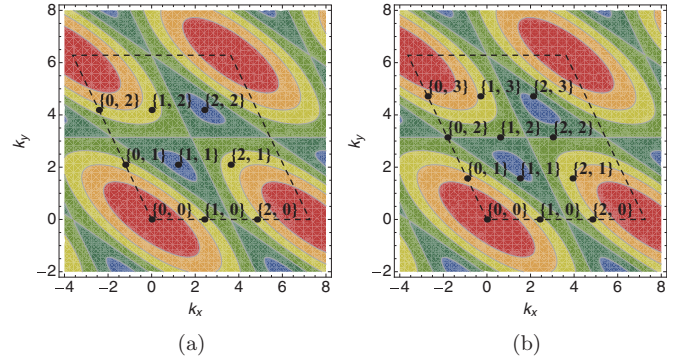 8
6
4
2
0
−2
k_y
{0, 2} {1, 2} {2, 2}
{0, 1} {1, 1} {2, 1}
{0, 0} {1, 0} {2, 0}
−4 −2 0 2 4 6 8
k_x
(a)
8
6
4
2
0
−2
k_y
{0, 3} {1, 3} {2, 3}
{0, 2} {1, 2} {2, 2}
{0, 1} {1, 1} {2, 1}
{0, 0} {1, 0} {2, 0}
−4 −2 0 2 4 6 8
k_x
(b)